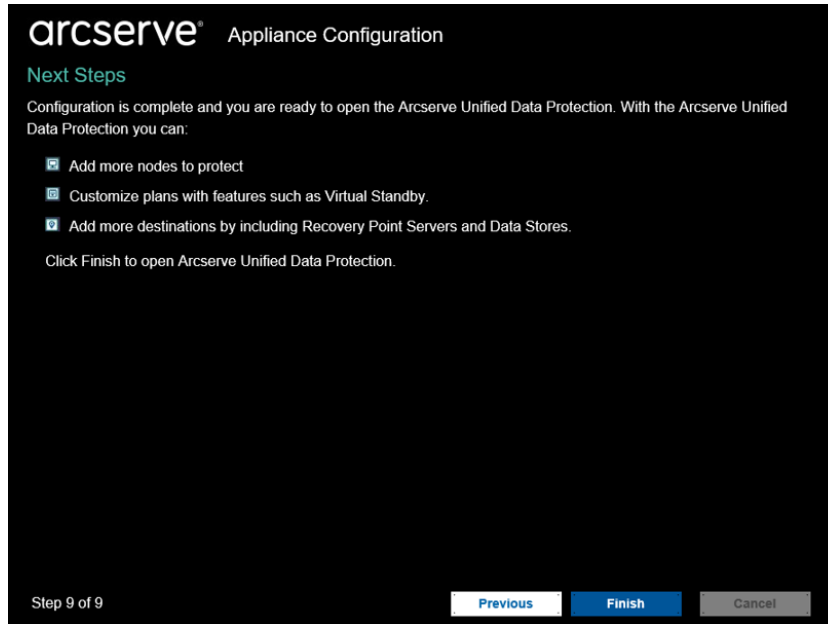 arcserve® Appliance Configuration
Next Steps
Configuration is complete and you are ready to open the Arcserve Unified Data Protection. With the Arcserve Unified
Data Protection you can:
Add more nodes to protect
Customize plans with features such as Virtual Standby.
Add more destinations by including Recovery Point Servers and Data Stores.
Click Finish to open Arcserve Unified Data Protection.
Step 9 of 9 Previous Finish Cancel